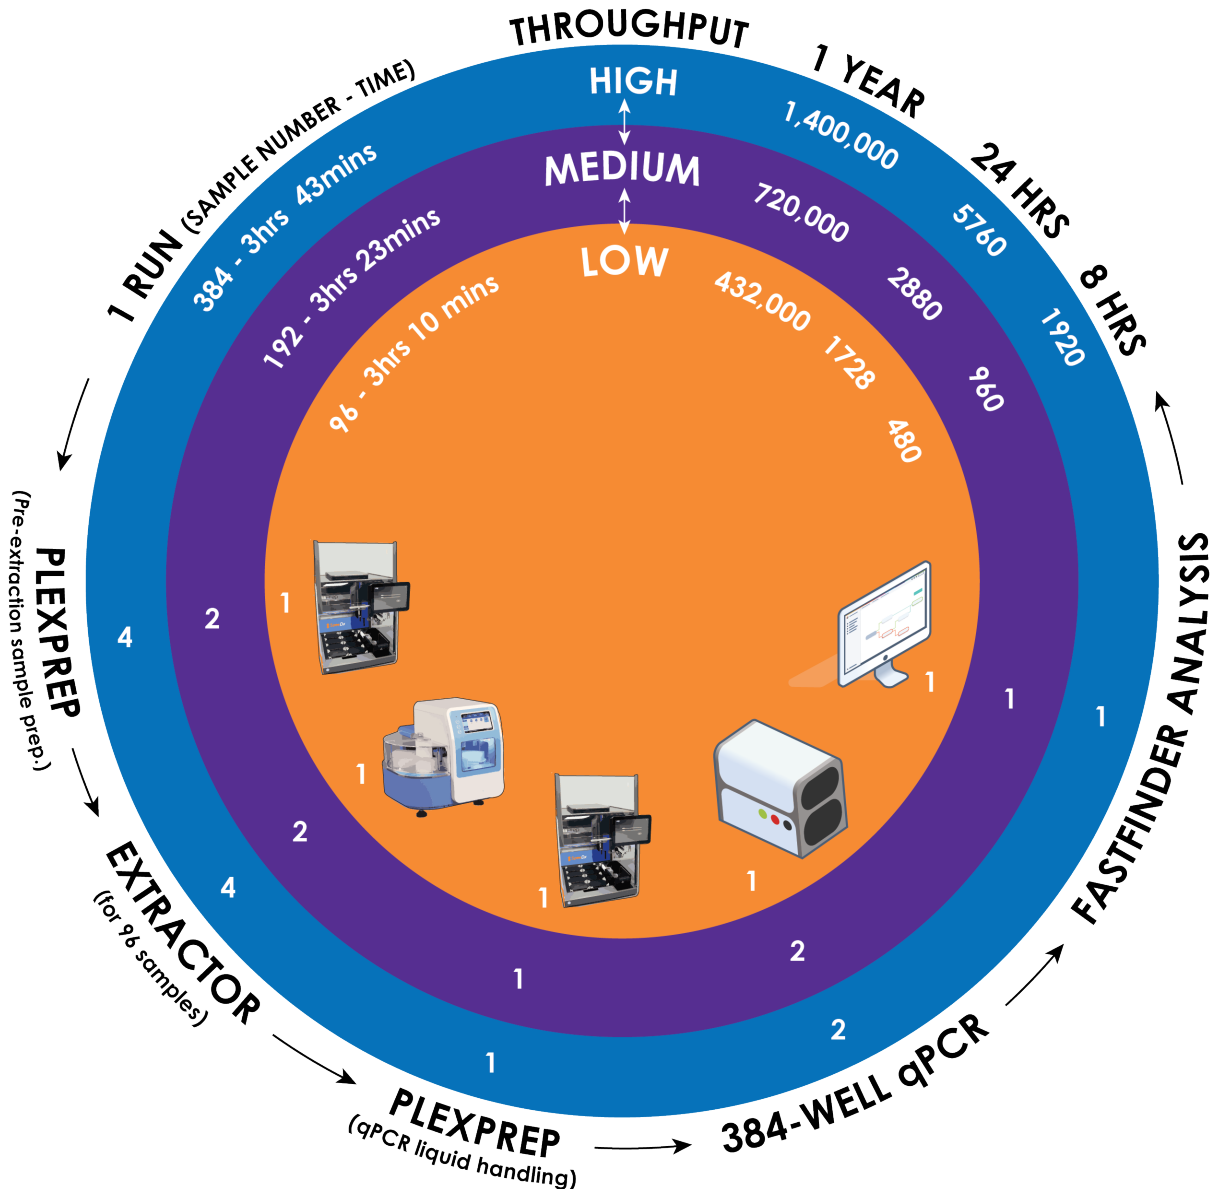 THROUGHPUT
HIGH
MEDIUM
LOW
1 YEAR
1,400,000
720,000
432,000
24 HRS
5760
2880
1728
8 HRS
1920
960
480
1 RUN (SAMPLE NUMBER - TIME)
384 - 3hrs 43mins
192 - 3hrs 23mins
96 - 3hrs 10 mins
PLEXPREP
(Pre-extraction sample prep.)
4
2
1
EXTRACTOR
(for 96 samples)
4
2
1
PLEXPREP
(qPCR liquid handling)
1
1
1
384-WELL qPCR
2
2
1
FASTFINDER ANALYSIS
1
1
1